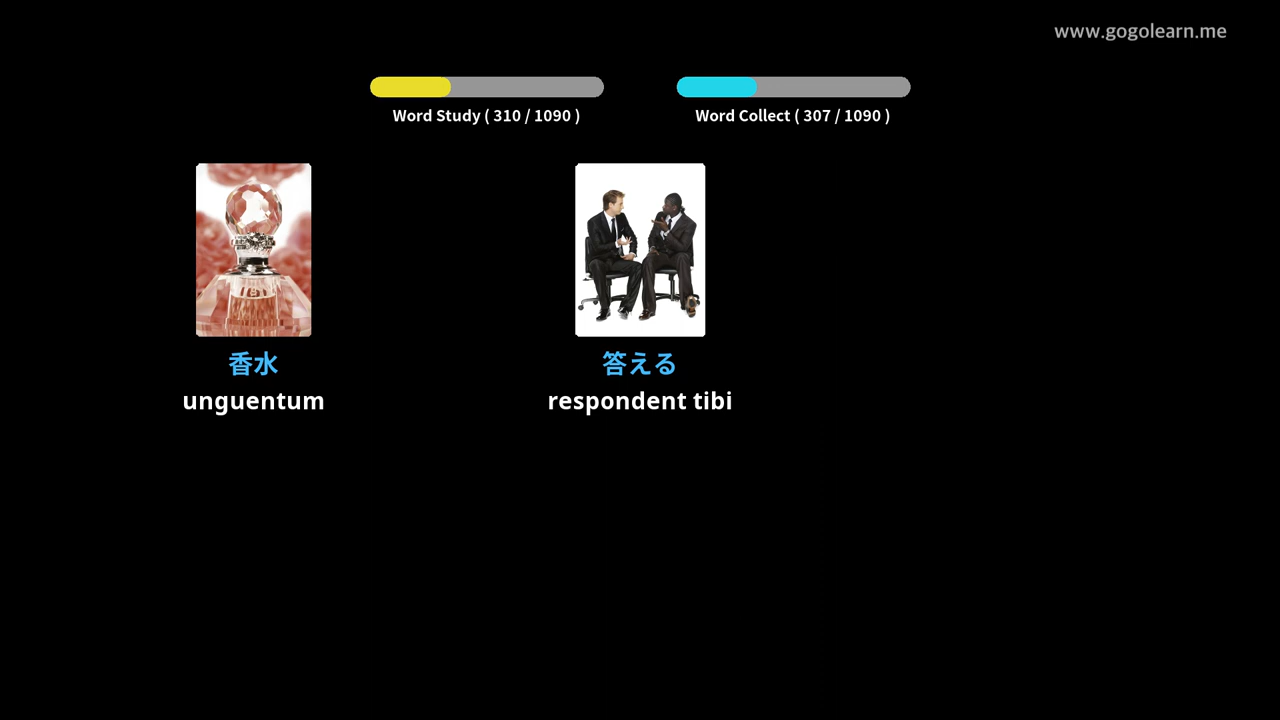 www.gogolearn.me
Word Study ( 310 / 1090 )
Word Collect ( 307 / 1090 )
香水
unguentum
答える
respondent tibi